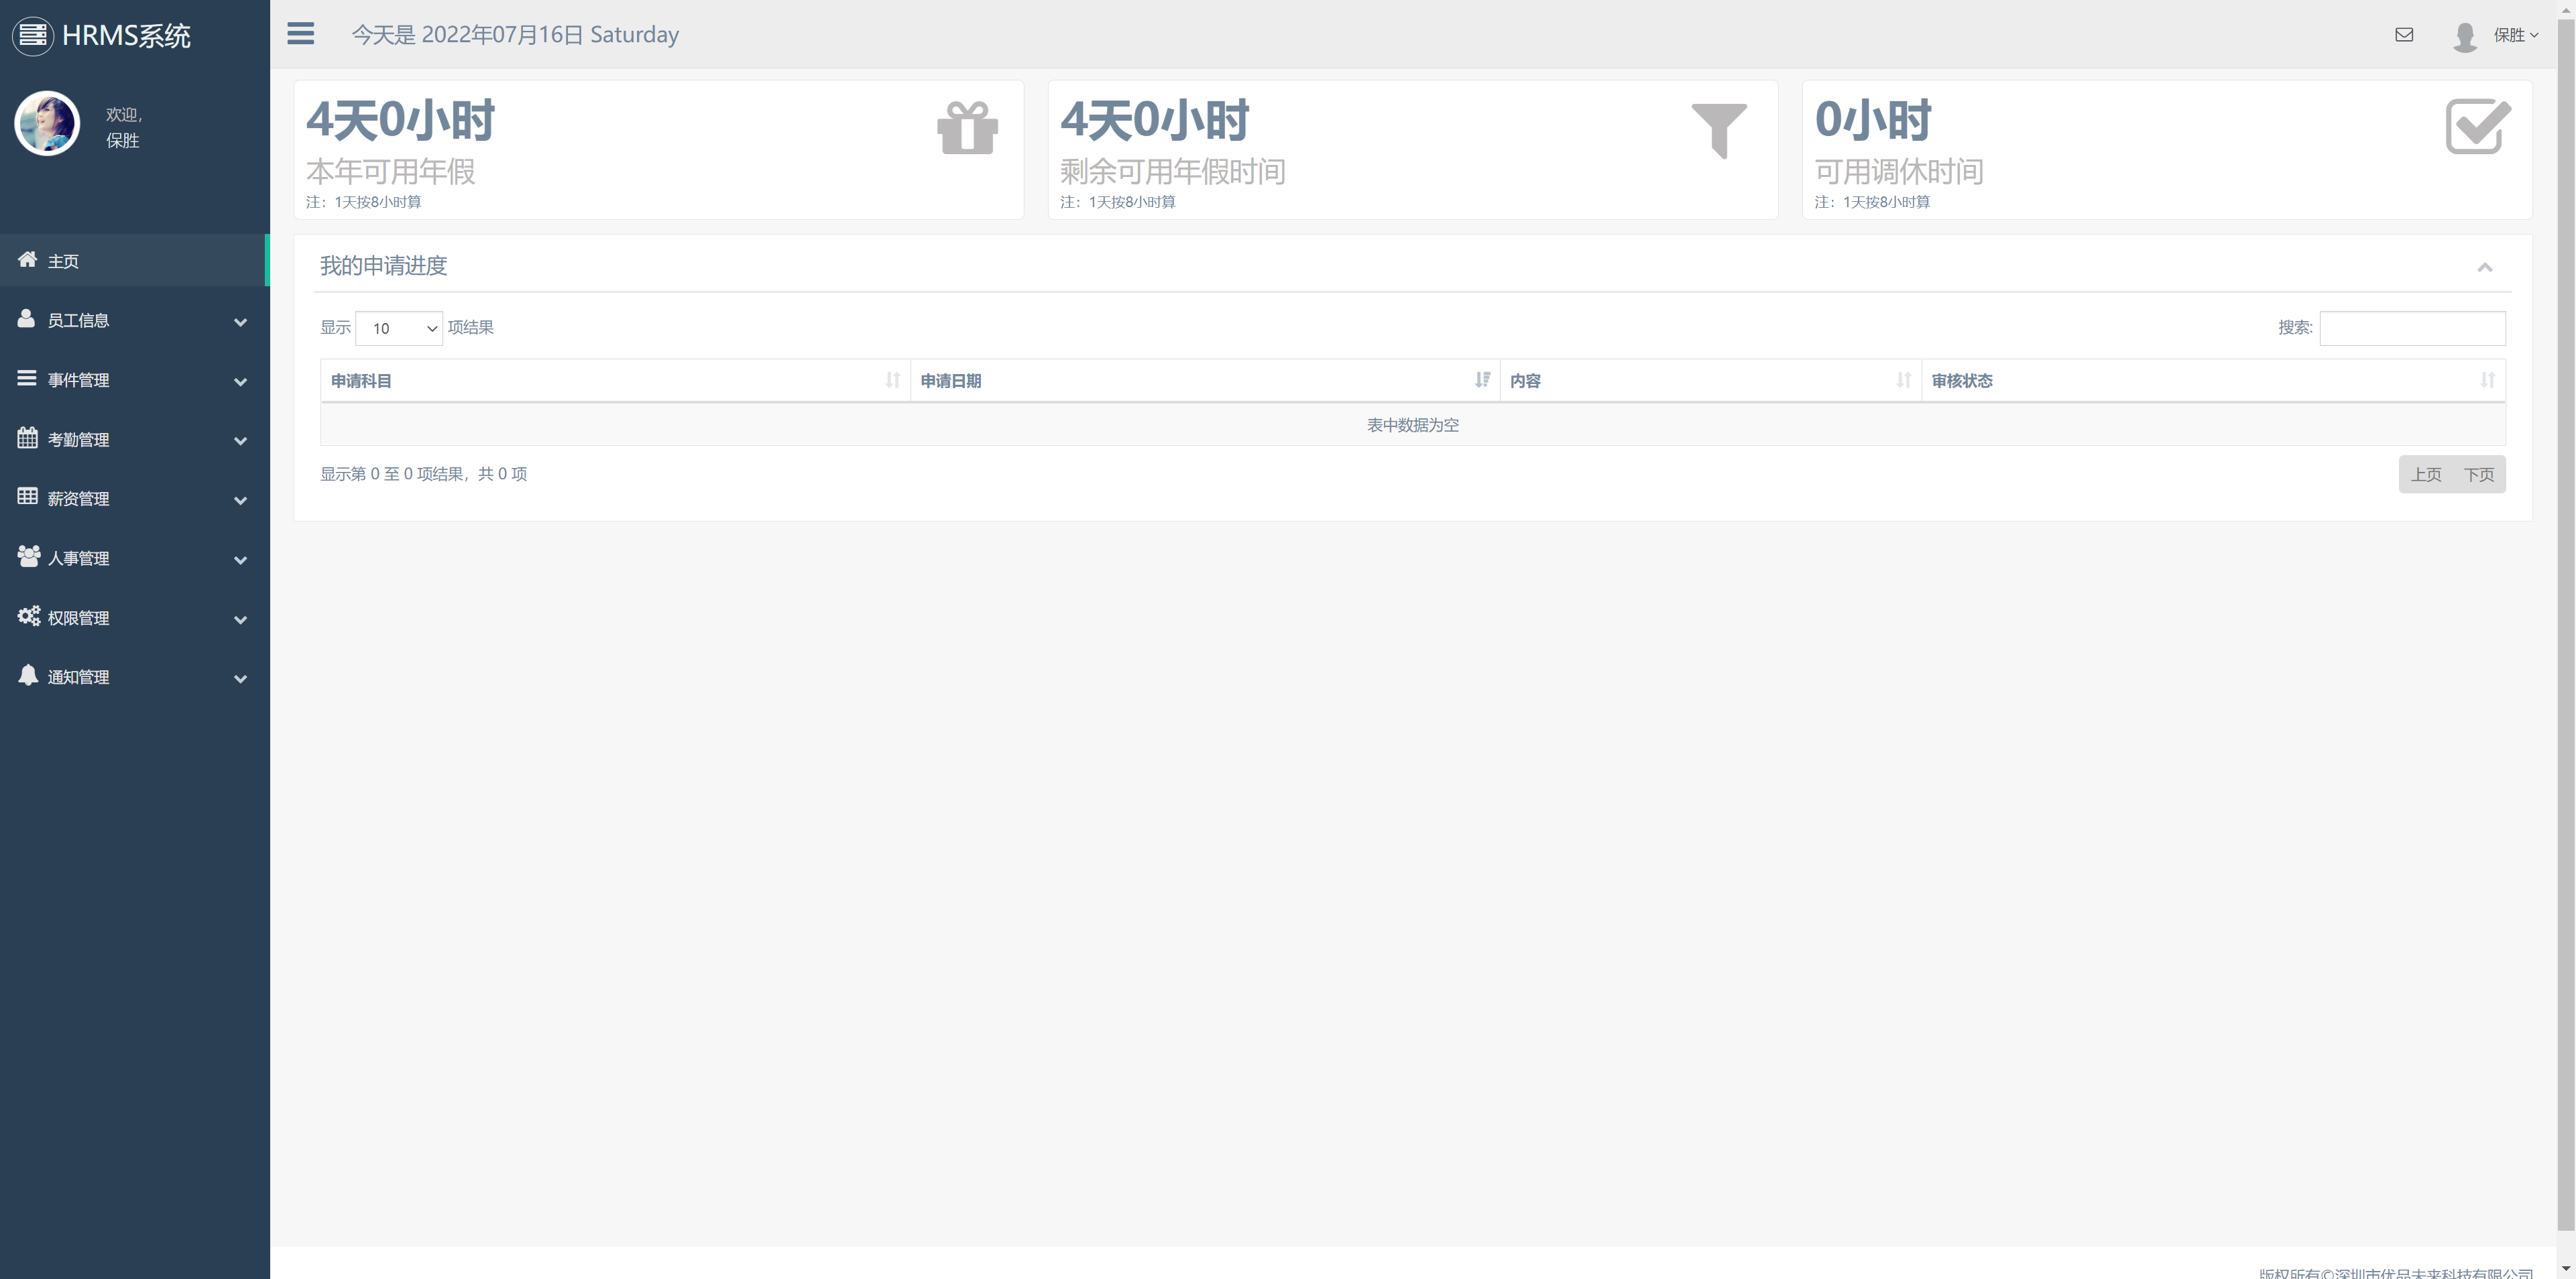 HRMS系统
今天是 2022年07月16日 Saturday
保胜
欢迎,
保胜
主页
员工信息
事件管理
考勤管理
薪资管理
人事管理
权限管理
通知管理
4天0小时
本年可用年假
注：1天按8小时算
4天0小时
剩余可用年假时间
注：1天按8小时算
0小时
可用调休时间
注：1天按8小时算
我的申请进度
显示 10 项结果
搜索:
申请科目 申请日期 内容 审核状态
表中数据为空
显示第 0 至 0 项结果，共 0 项
上页 下页
版权所有©深圳市优品未来科技有限公司